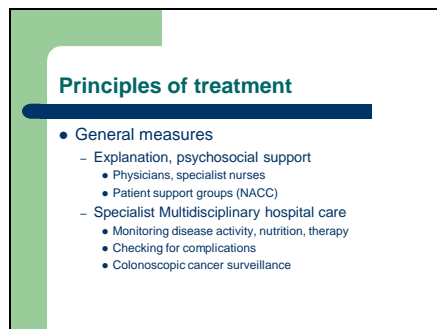 Principles of treatment
● General measures
– Explanation, psychosocial support
● Physicians, specialist nurses
● Patient support groups (NACC)
– Specialist Multidisciplinary hospital care
● Monitoring disease activity, nutrition, therapy
● Checking for complications
● Colonoscopic cancer surveillance